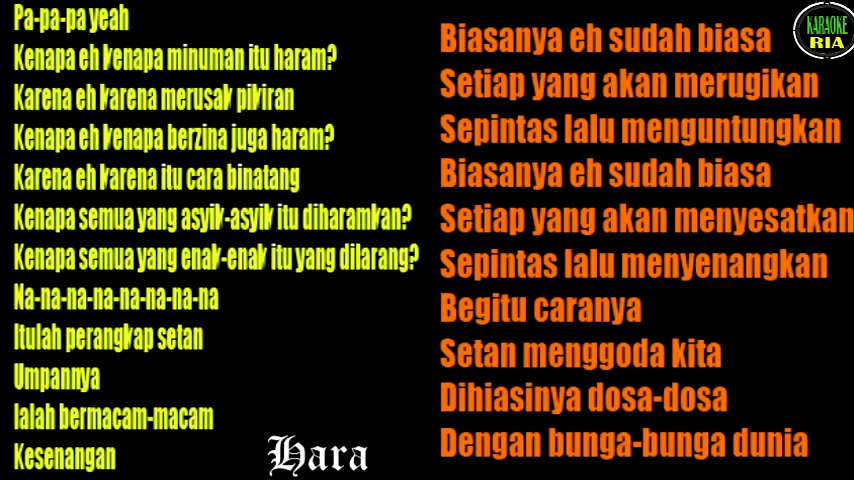 Pa-pa-pa yeah
Kenapa eh kenapa minuman itu haram?
Karena eh karena merusak pikiran
Kenapa eh kenapa berzina juga haram?
Karena eh karena itu cara binatang
Kenapa semua yang asyik-asyik itu diharamkan?
Kenapa semua yang enak-enak itu yang dilarang?
Na-na-na-na-na-na-na-na
Itulah perangkap setan
Umpannya
Ialah bermacam-macam
Kesenangan
Biasanya eh sudah biasa
Setiap yang akan merugikan
Sepintas lalu menguntungkan
Biasanya eh sudah biasa
Setiap yang akan menyesatkan
Sepintas lalu menyenangkan
Begitu caranya
Setan menggoda kita
Dihiasinya dosa-dosa
Dengan bunga-bunga dunia
Hara
KARAOKE
RIA